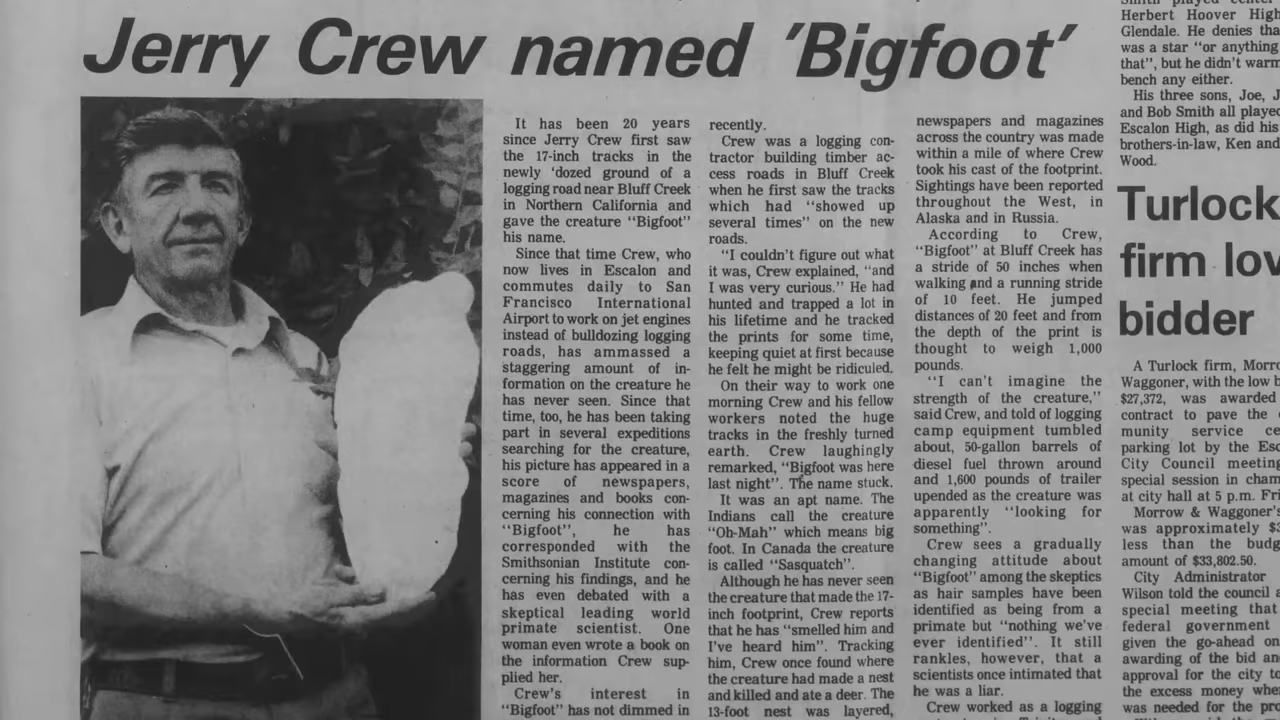 Jerry Crew named 'Bigfoot'
It has been 20 years
since Jerry Crew first saw
the 17-inch tracks in the
newly 'dozed ground of a
logging road near Bluff Creek
in Northern California and
gave the creature "Bigfoot"
his name.
Since that time Crew, who
now lives in Escalon and
commutes daily to San
Francisco International
Airport to work on jet engines
instead of bulldozing logging
roads, has ammassed a
staggering amount of in-
formation on the creature he
has never seen. Since that
time, too, he has been taking
part in several expeditions
searching for the creature,
his picture has appeared in a
score of newspapers,
magazines and books con-
cerning his connection with
"Bigfoot", he has
corresponded with the
Smithsonian Institute con-
cerning his findings, and he
has even debated with a
skeptical leading world
primate scientist. One
woman even wrote a book on
the information Crew sup-
plied her.
Crew's interest in
"Bigfoot" has not dimmed in
recently.
Crew was a logging con-
tractor building timber ac-
cess roads in Bluff Creek
when he first saw the tracks
which had "showed up
several times" on the new
roads.
"I couldn't figure out what
it was, Crew explained, "and
I was very curious." He had
hunted and trapped a lot in
his lifetime and he tracked
the prints for some time,
keeping quiet at first because
he felt he might be ridiculed.
On their way to work one
morning Crew and his fellow
workers noted the huge
tracks in the freshly turned
earth. Crew laughingly
remarked, "Bigfoot was here
last night". The name stuck.
It was an apt name. The
Indians call the creature
"Oh-Mah" which means big
foot. In Canada the creature
is called "Sasquatch".
Although he has never seen
the creature that made the 17-
inch footprint, Crew reports
that he has "smelled him and
I've heard him". Tracking
him, Crew once found where
the creature had made a nest
and killed and ate a deer. The
13-foot nest was layered,
newspapers and magazines
across the country was made
within a mile of where Crew
took his cast of the footprint.
Sightings have been reported
throughout the West, in
Alaska and in Russia.
According to Crew,
"Bigfoot" at Bluff Creek has
a stride of 50 inches when
walking and a running stride
of 10 feet. He jumped
distances of 20 feet and from
the depth of the print is
thought to weigh 1,000
pounds.
"I can't imagine the
strength of the creature,"
said Crew, and told of logging
camp equipment tumbled
about, 50-gallon barrels of
diesel fuel thrown around
and 1,600 pounds of trailer
upended as the creature was
apparently "looking for
something".
Crew sees a gradually
changing attitude about
"Bigfoot" among the skeptics
as hair samples have been
identified as being from a
primate but "nothing we've
ever identified". It still
rankles, however, that a
scientists once intimated that
he was a liar.
Crew worked as a logging
Smith played center
Herbert Hoover High
Glendale. He denies tha
was a star "or anything
that", but he didn't warm
bench any either.
His three sons, Joe, J
and Bob Smith all played
Escalon High, as did his
brothers-in-law, Ken and
Wood.
Turlock
firm lov
bidder
A Turlock firm, Morro
Waggoner, with the low b
$27,372, was awarded
contract to pave the
munity service ce
parking lot by the Esc
City Council meeting
special session in cham
at city hall at 5 p.m. Fri
Morrow & Waggoner's
was approximately $3
less than the budg
amount of $33,802.50.
City Administrator
Wilson told the council a
special meeting that
federal government
given the go-ahead on
awarding of the bid an
approval for the city to
the excess money whe
was needed for the pro